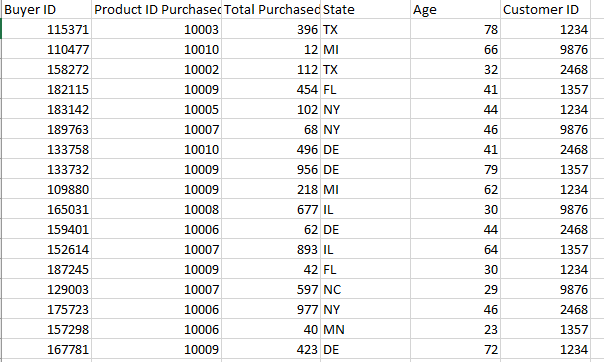 Buyer ID Product ID Purchased Total Purchased State Age Customer ID
115371 10003 396 TX 78 1234
110477 10010 12 MI 66 9876
158272 10002 112 TX 32 2468
182115 10009 454 FL 41 1357
183142 10005 102 NY 44 1234
189763 10007 68 NY 46 9876
133758 10010 496 DE 41 2468
133732 10009 956 DE 79 1357
109880 10009 218 MI 62 1234
165031 10008 677 IL 30 9876
159401 10006 62 DE 44 2468
152614 10007 893 IL 64 1357
187245 10009 42 FL 30 1234
129003 10007 597 NC 29 9876
175723 10006 977 NY 46 2468
157298 10006 40 MN 23 1357
167781 10009 423 DE 72 1234